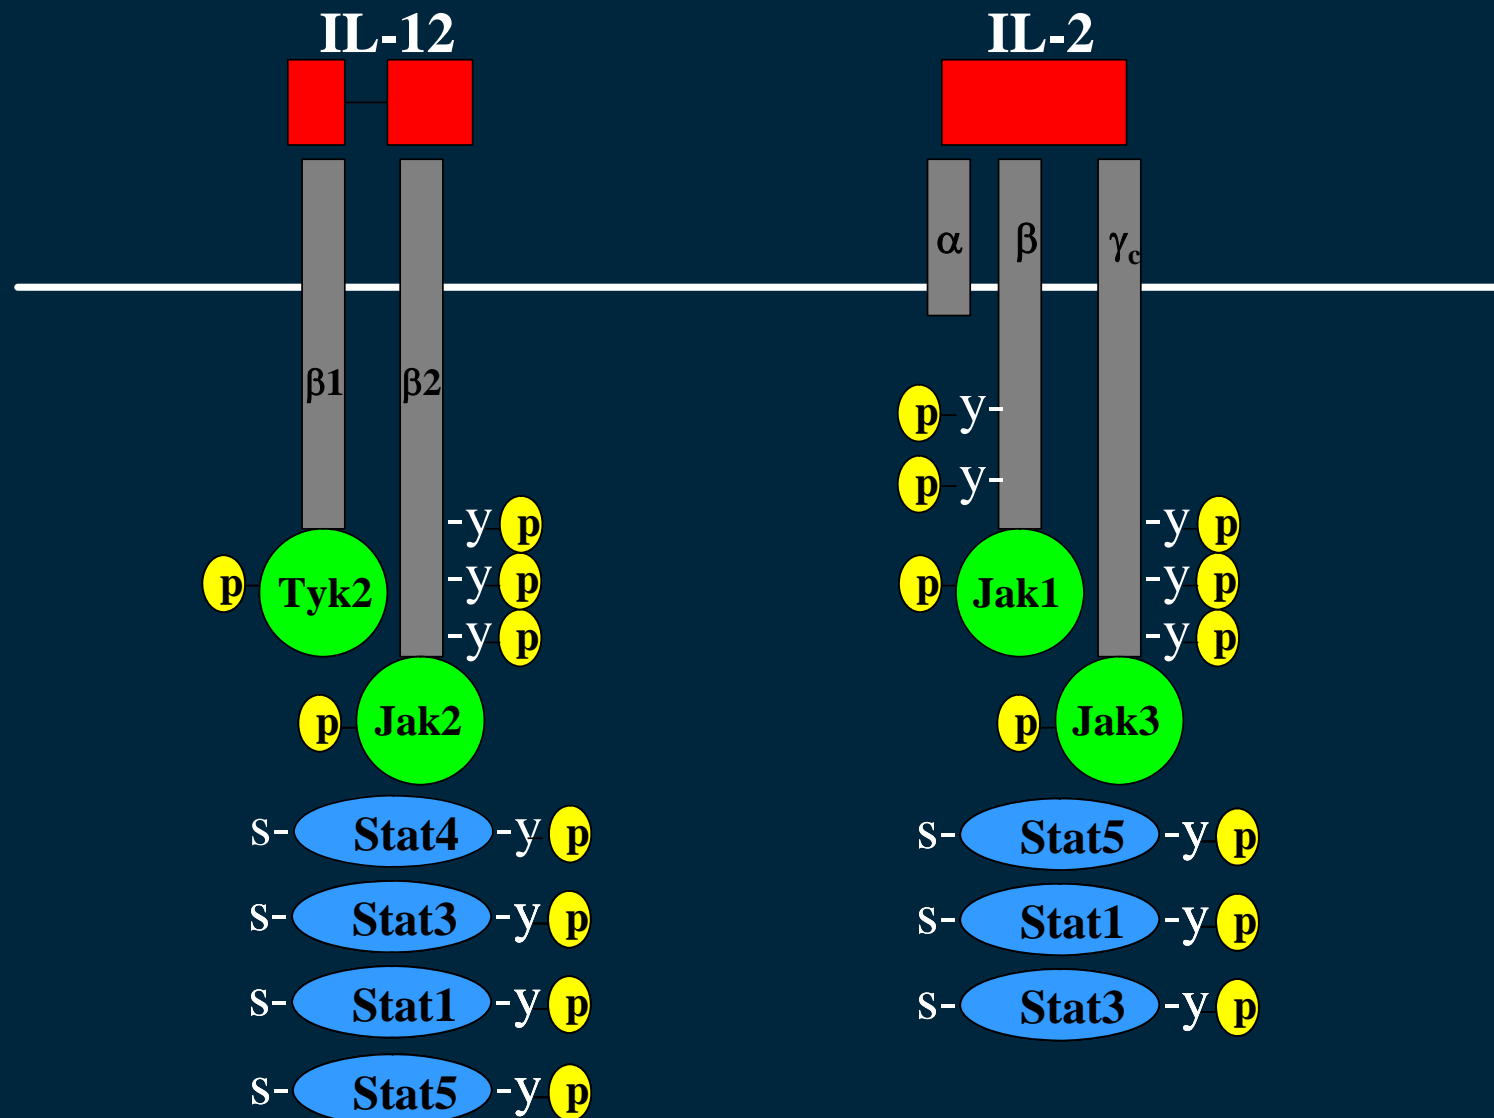 IL-12 IL-2
α β γc
β1 β2
p y-
p y-
-y p -y p
p Tyk2 -y p p Jak1 -y p
-y p -y p
p Jak2 p Jak3
s- Stat4 -y p s- Stat5 -y p
s- Stat3 -y p s- Stat1 -y p
s- Stat1 -y p s- Stat3 -y p
s- Stat5 -y p